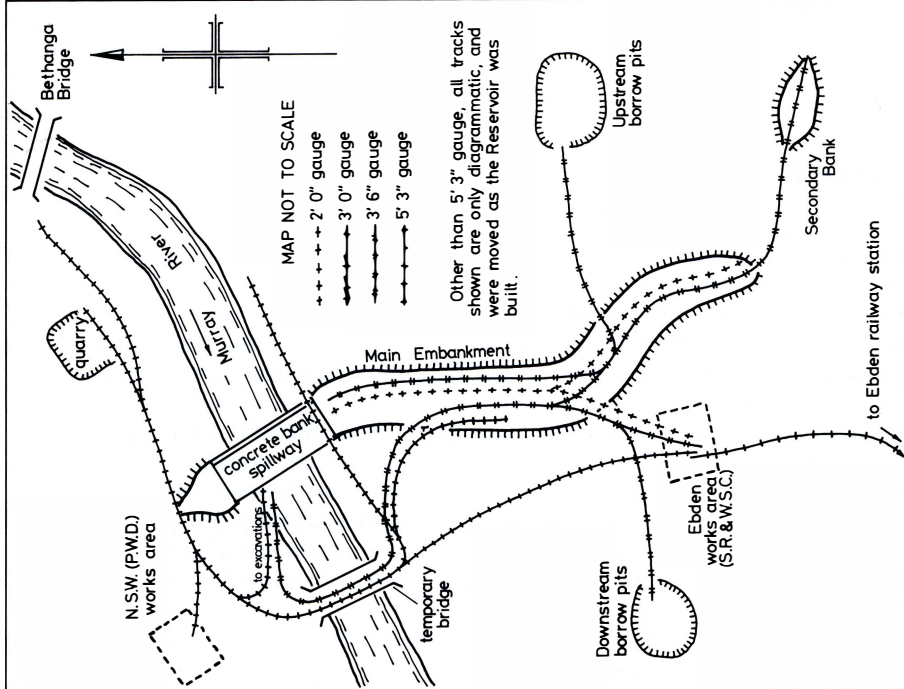 Bethanga
Bridge
River
Murray
quarry
MAP NOT TO SCALE
2' 0" gauge
3' 0" gauge
3' 6" gauge
5' 3" gauge
Other than 5' 3" gauge, all tracks
shown are only diagrammatic, and
were moved as the Reservoir was
built.
N.S.W. (P.W.D.)
works area
concrete bank
spillway
to excavations
temporary
bridge
Main Embankment
Upstream
borrow pits
Downstream
borrow pits
Ebden
works area
(S.R.& W.S.C.)
Secondary
Bank
to Ebden railway station